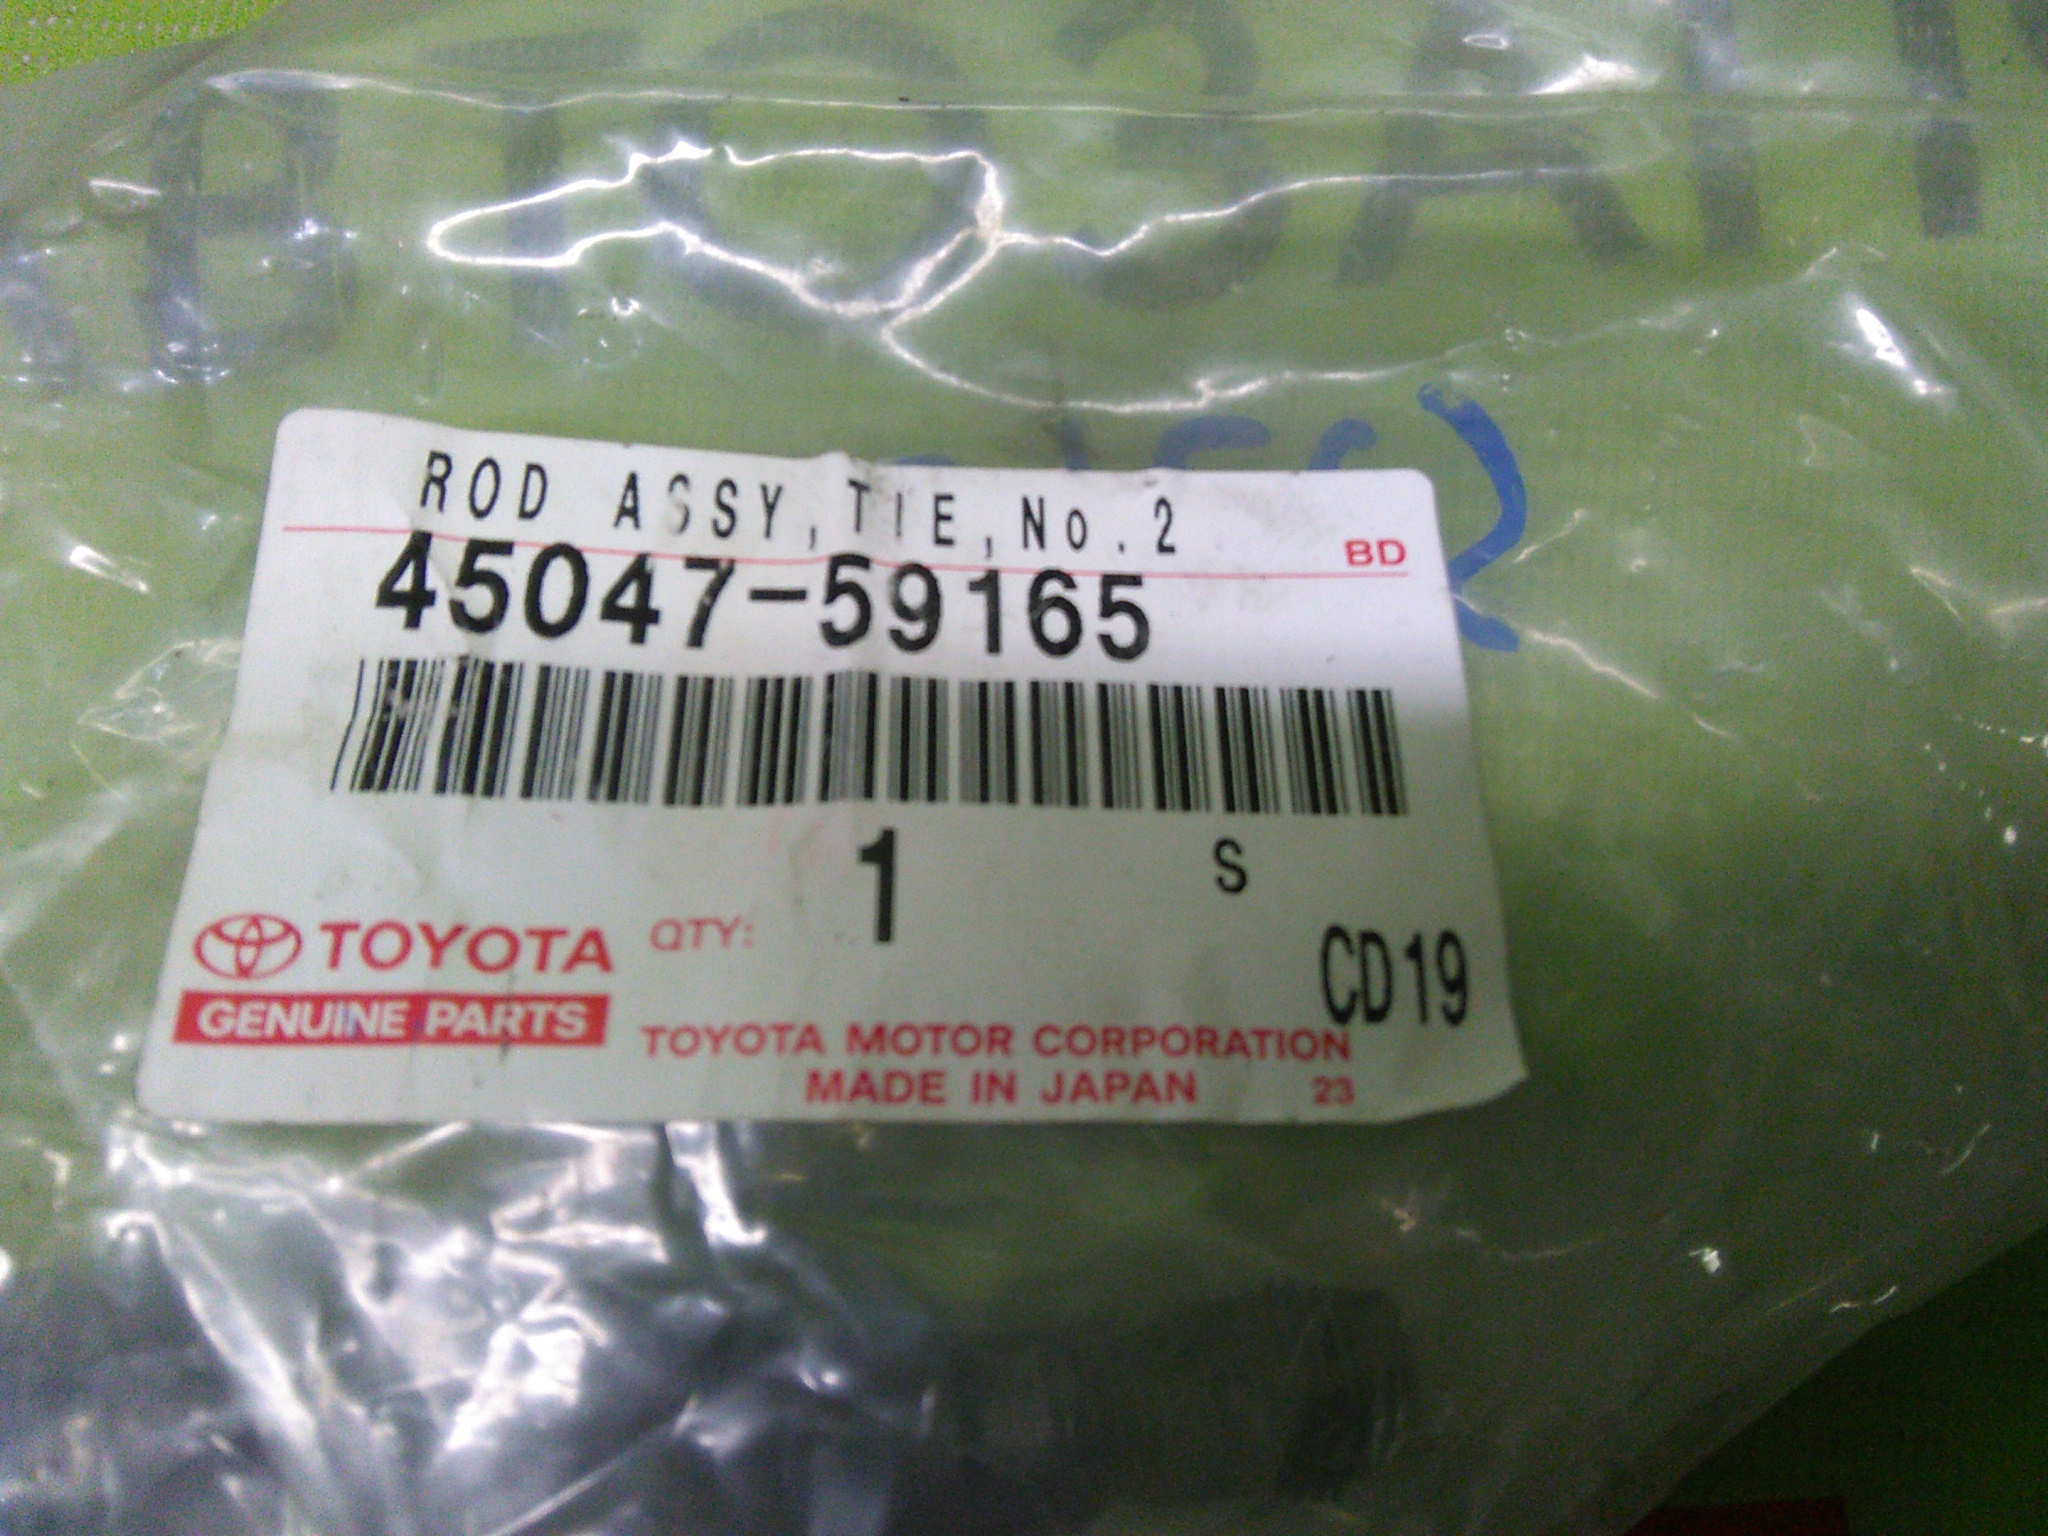 ROD ASSY,TIE,No.2
BD
45047-59165
1
S
TOYOTA
QTY:
CD19
GENUINE PARTS
TOYOTA MOTOR CORPORATION
MADE IN JAPAN
23